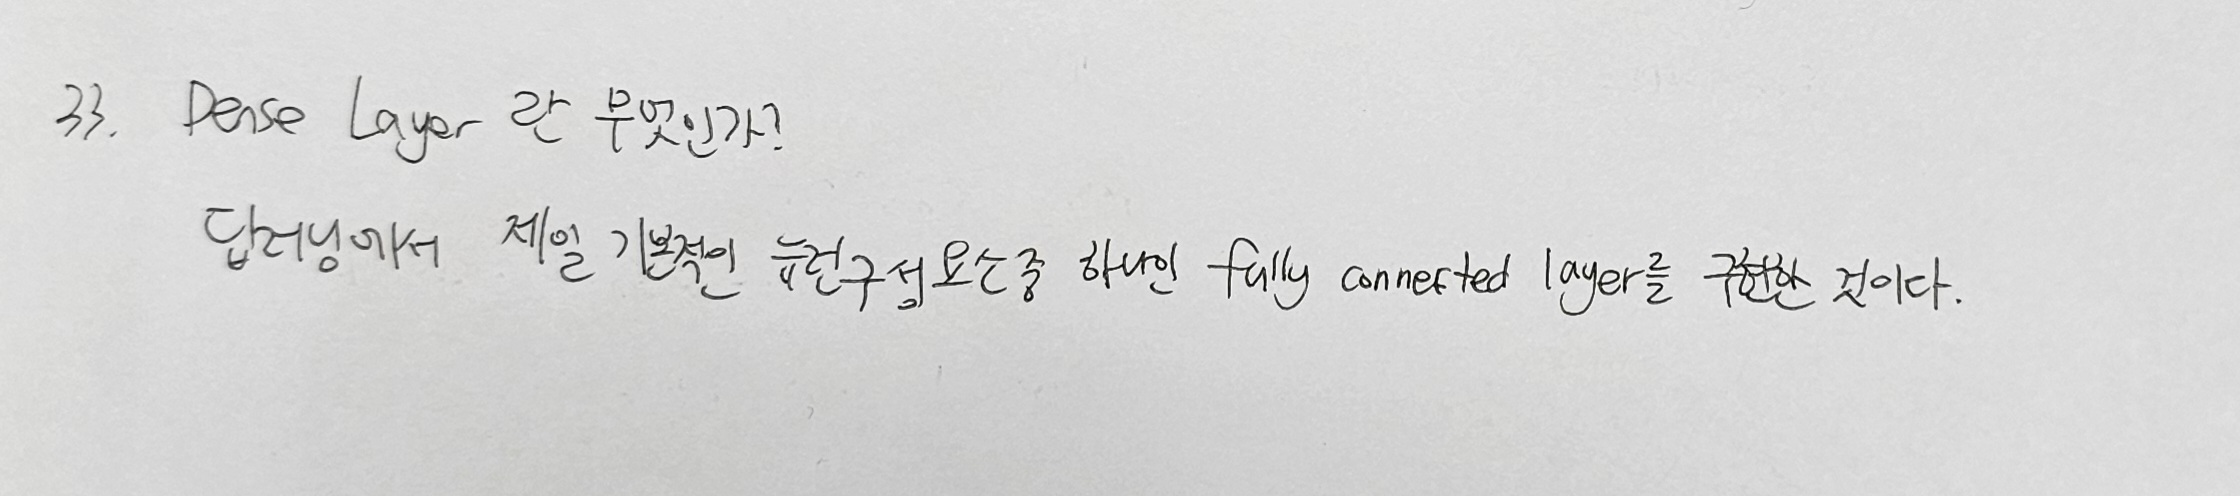 33. Dense Layer 란 무엇인가?
딥러닝에서 제일 기본적인 뉴런구성요소중 하나인 fully connected layer를 구현한 것이다.